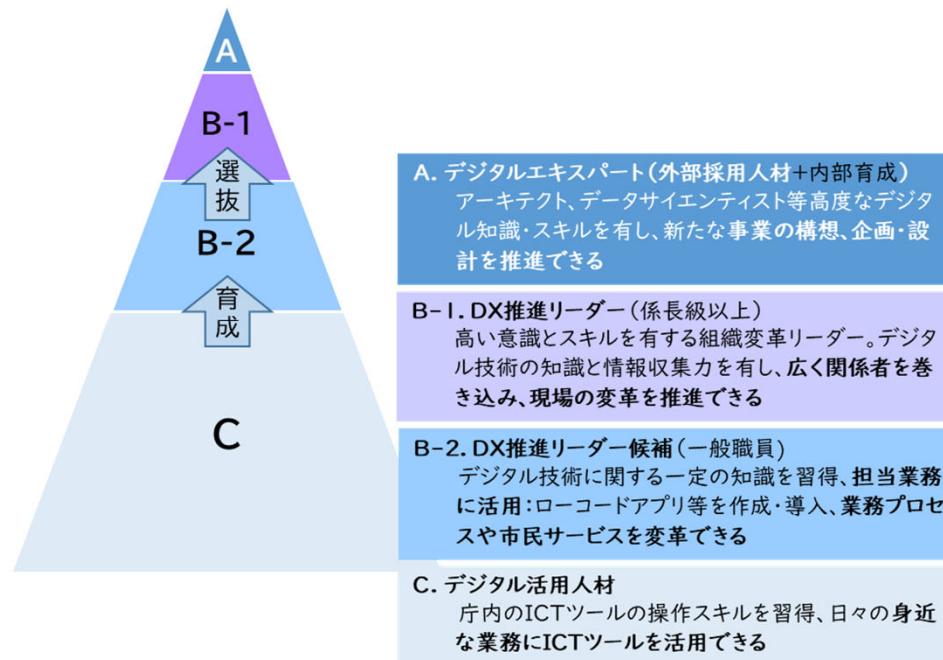 A
B-1
選
抜
B-2
育
成
C
A. デジタルエキスパート(外部採用人材+内部育成)
アーキテクト、データサイエンティスト等高度なデジタ
ル知識・スキルを有し、新たな事業の構想、企画・設
計を推進できる
B-1. DX推進リーダー(係長級以上)
高い意識とスキルを有する組織変革リーダー。デジタ
ル技術の知識と情報収集力を有し、広く関係者を巻
き込み、現場の変革を推進できる
B-2. DX推進リーダー候補(一般職員)
デジタル技術に関する一定の知識を習得、担当業務
に活用:ローコードアプリ等を作成・導入、業務プロセ
スや市民サービスを変革できる
C. デジタル活用人材
庁内のICTツールの操作スキルを習得、日々の身近
な業務にICTツールを活用できる